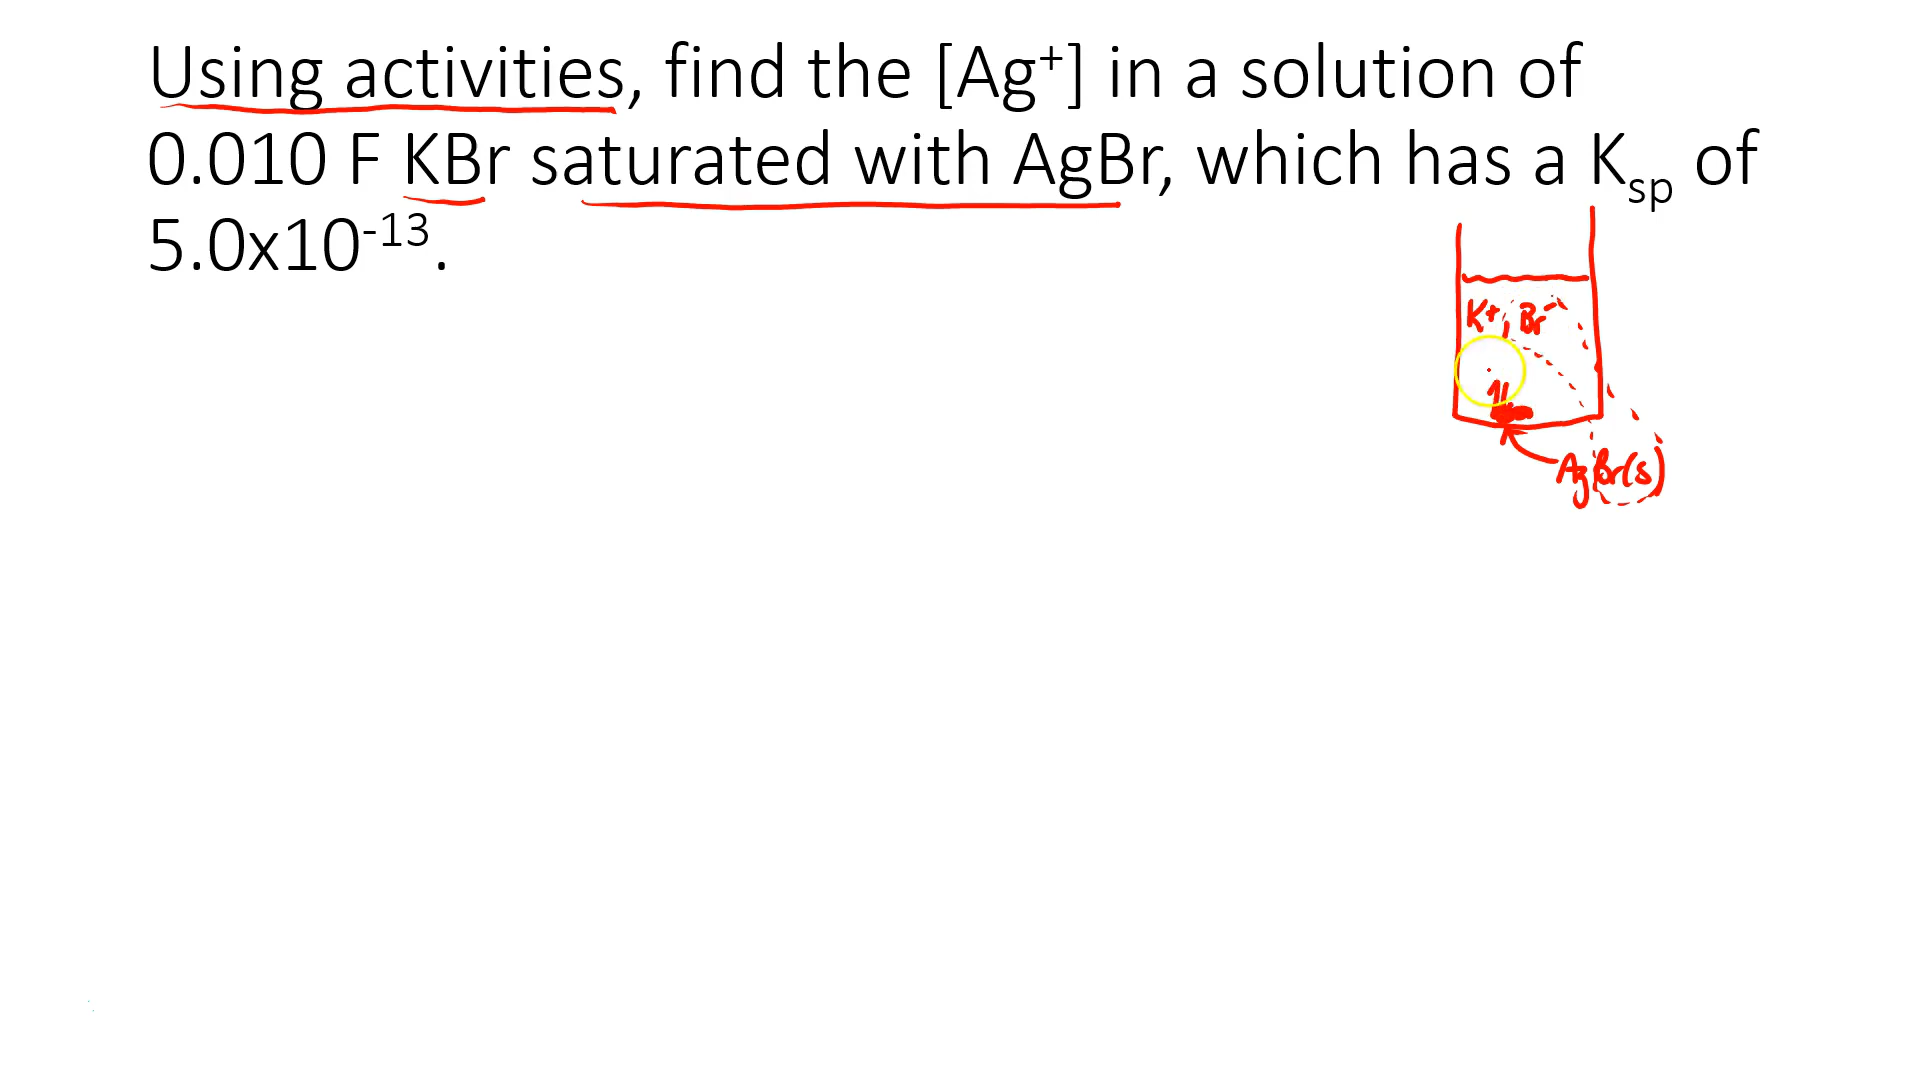 Using activities, find the [Ag⁺] in a solution of
0.010 F KBr saturated with AgBr, which has a Kₛₚ of
5.0x10⁻¹³.
K⁺, Br⁻
AgBr(s)